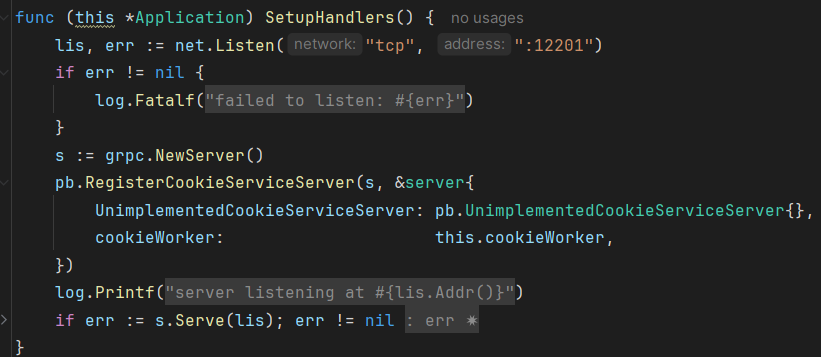 func (this *Application) SetupHandlers() { no usages
    lis, err := net.Listen( network: "tcp", address: ":12201")
    if err != nil {
        log.Fatalf("failed to listen: #{err}")
    }
    s := grpc.NewServer()
    pb.RegisterCookieServiceServer(s, &server{
        UnimplementedCookieServiceServer: pb.UnimplementedCookieServiceServer{},
        cookieWorker:                     this.cookieWorker,
    })
    log.Printf("server listening at #{lis.Addr()}")
    if err := s.Serve(lis); err != nil : err ✷
}